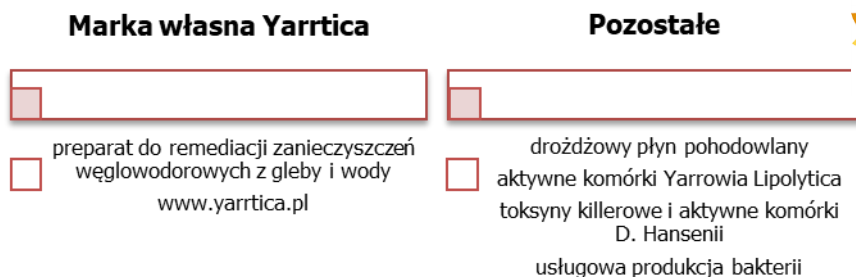 Marka własna Yarrtica
preparat do remediacji zanieczyszczeń
węglowodorowych z gleby i wody
www.yarrtica.pl
Pozostałe
drożdżowy płyn pohodowlany
aktywne komórki Yarrowia Lipolytica
toksyny killerowe i aktywne komórki
D. Hansenii
usługowa produkcja bakterii